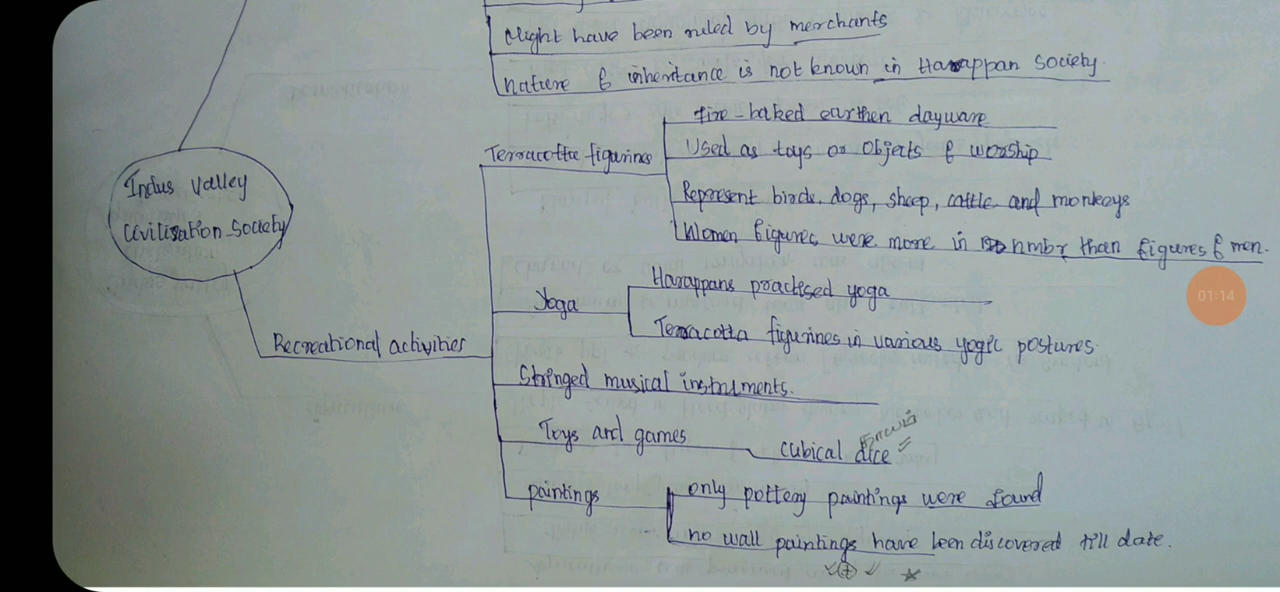 Might have been ruled by merchants
nature of inheritance is not known in Harappan Society.
fire-baked earthen clayware
Terracotta figurines
Used as toys or objects of worship
Represent birds, dogs, sheep, cattle and monkeys
Indus Valley
Civilisation-Society
Women figures were more in nmbr than figures of men.
Harappans practised yoga
01:14
Yoga
Recreational activities
Terracotta figurines in various yogic postures.
Stringed musical instruments.
Toys and games
cubical dice
paintings
only pottery paintings were found
no wall paintings have been discovered till date.